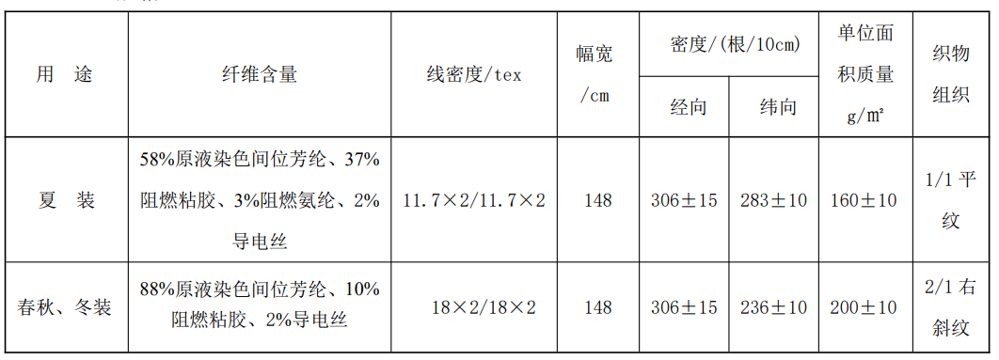 用 途 纤维含量 线密度/tex 幅宽/cm 密度/(根/10cm) 单位面积质量 g/㎡ 织物组织
经向 纬向
夏 装 58%原液染色间位芳纶、37%阻燃粘胶、3%阻燃氨纶、2%导电丝 11.7×2/11.7×2 148 306±15 283±10 160±10 1/1 平纹
春秋、冬装 88%原液染色间位芳纶、10%阻燃粘胶、2%导电丝 18×2/18×2 148 306±15 236±10 200±10 2/1 右斜纹